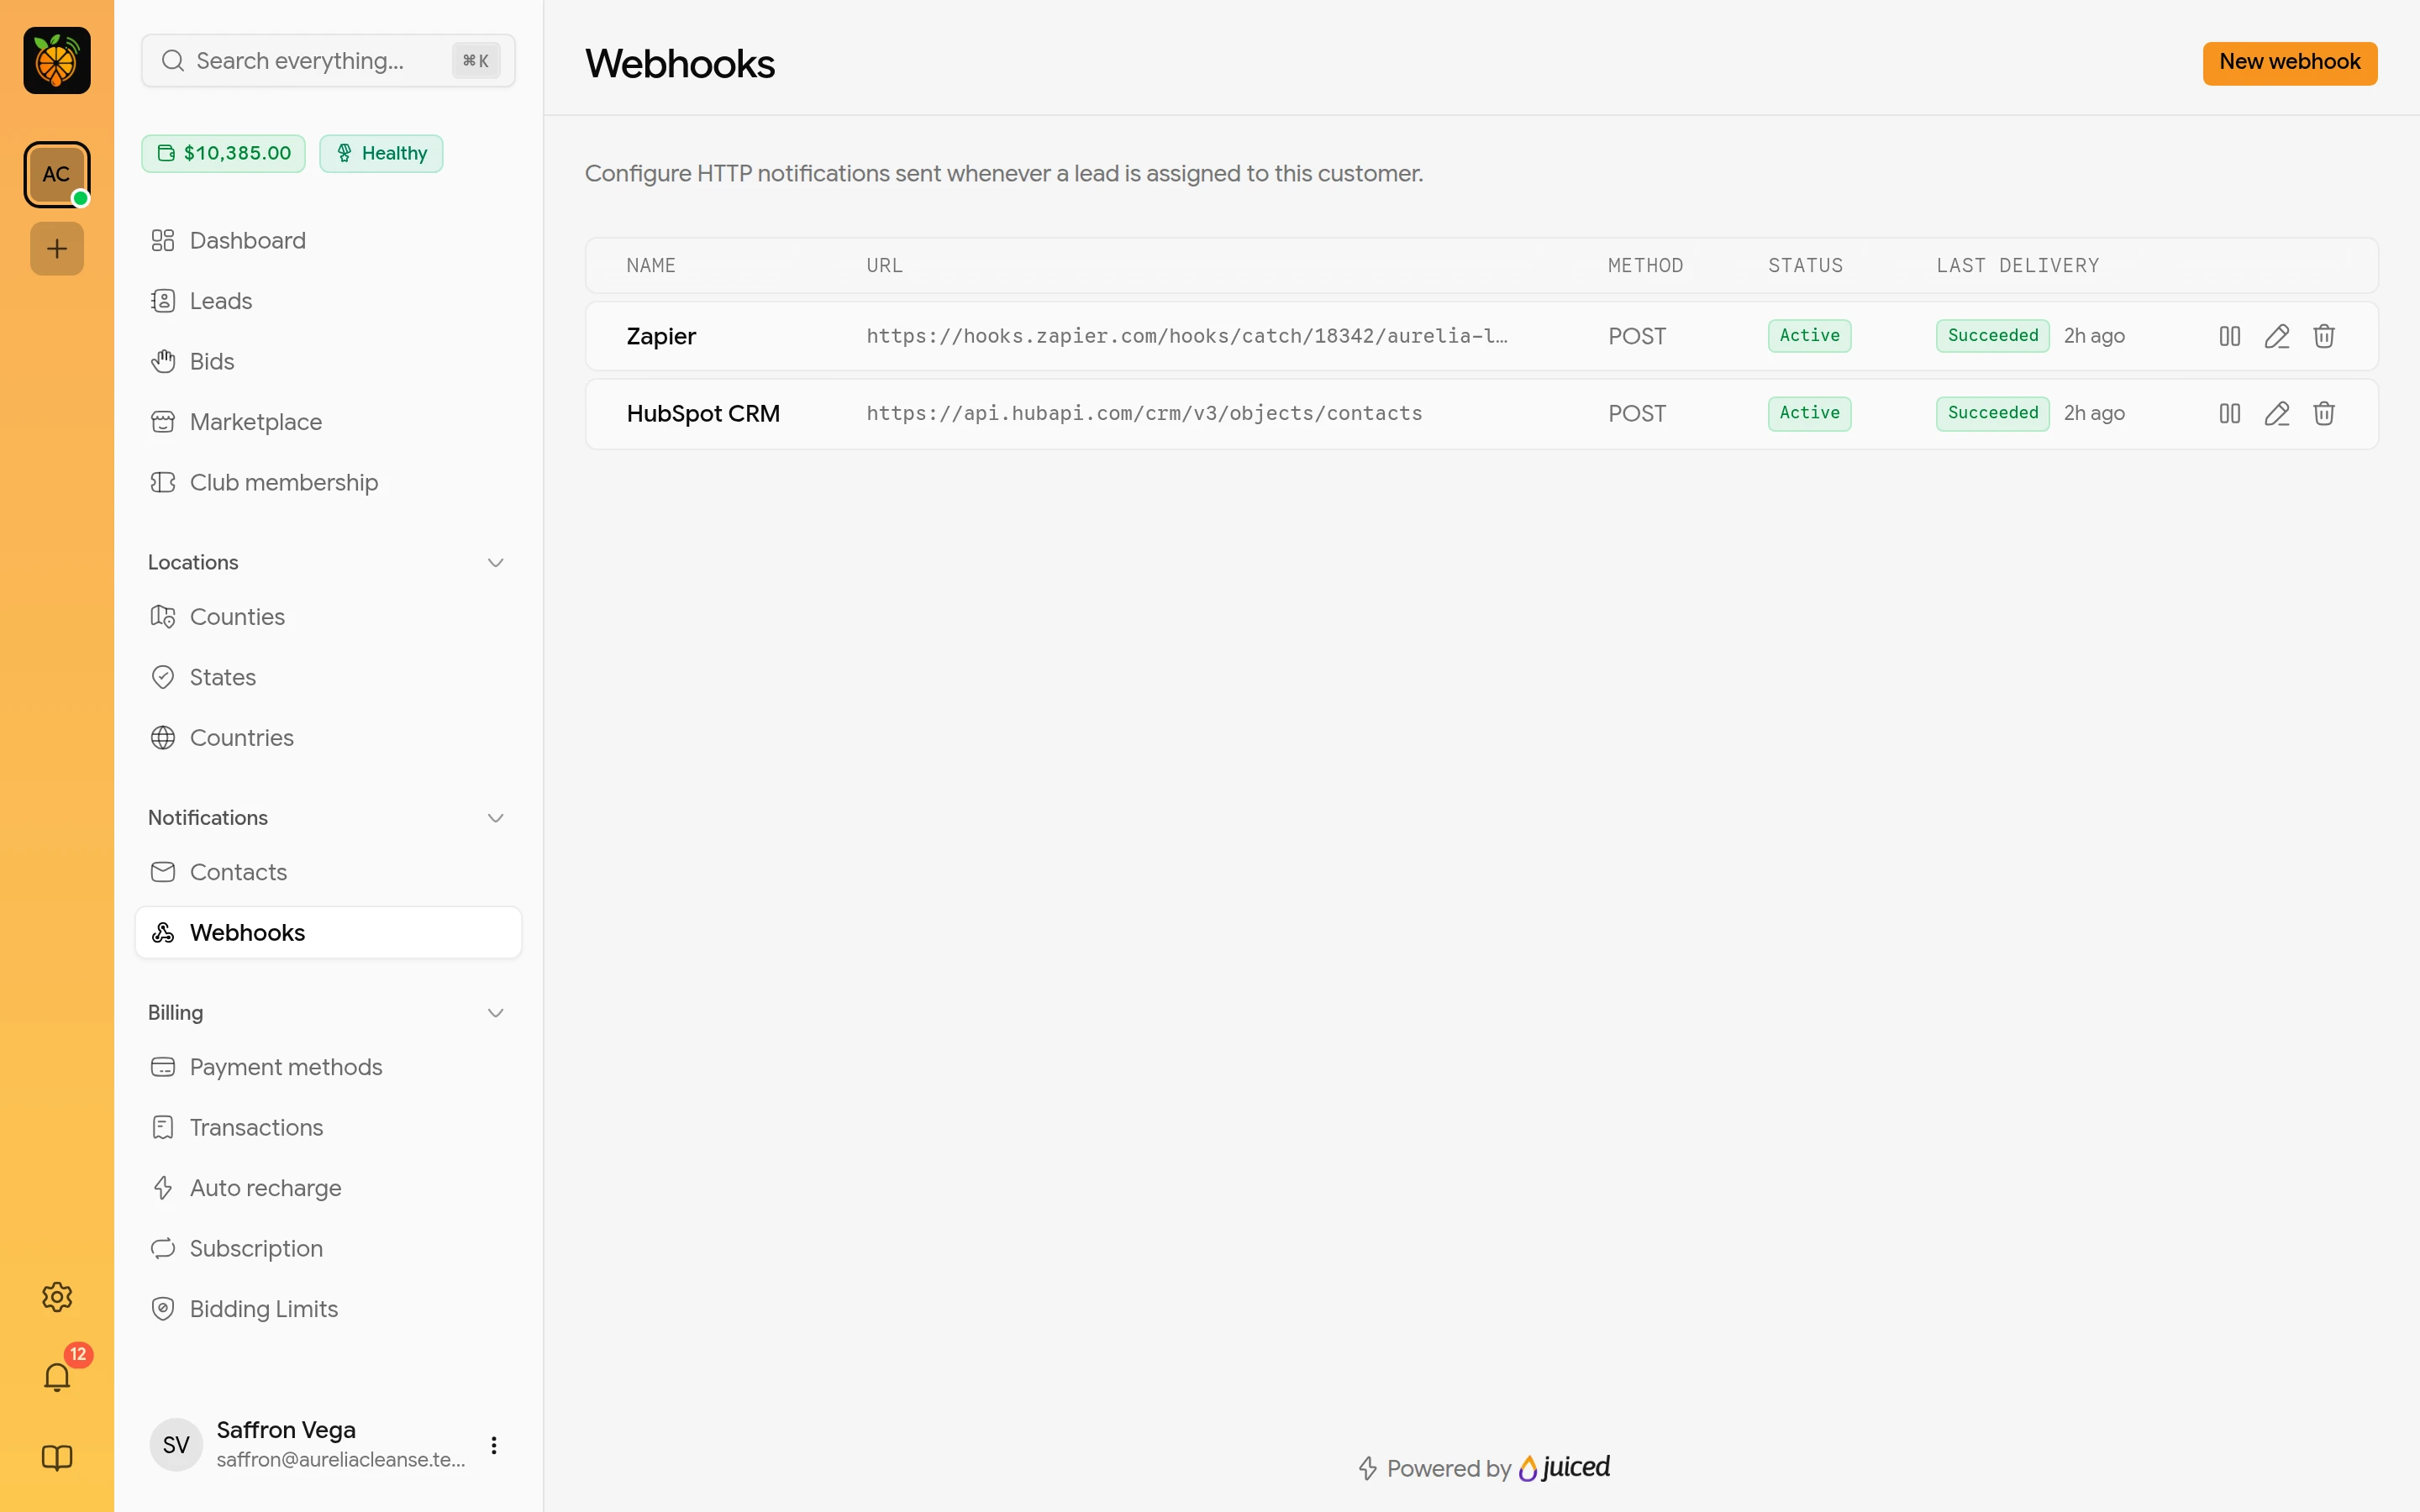 Search everything...
⌘K
AC
$10,385.00
Healthy
Dashboard
Leads
Bids
Marketplace
Club membership
Locations
Counties
States
Countries
Notifications
Contacts
Webhooks
Billing
Payment methods
Transactions
Auto recharge
Subscription
Bidding Limits
12
SV
Saffron Vega
saffron@aureliacleanse.te...
Webhooks
New webhook
Configure HTTP notifications sent whenever a lead is assigned to this customer.
NAME URL METHOD STATUS LAST DELIVERY
Zapier https://hooks.zapier.com/hooks/catch/18342/aurelia-l... POST Active Succeeded 2h ago
HubSpot CRM https://api.hubapi.com/crm/v3/objects/contacts POST Active Succeeded 2h ago
Powered by juiced